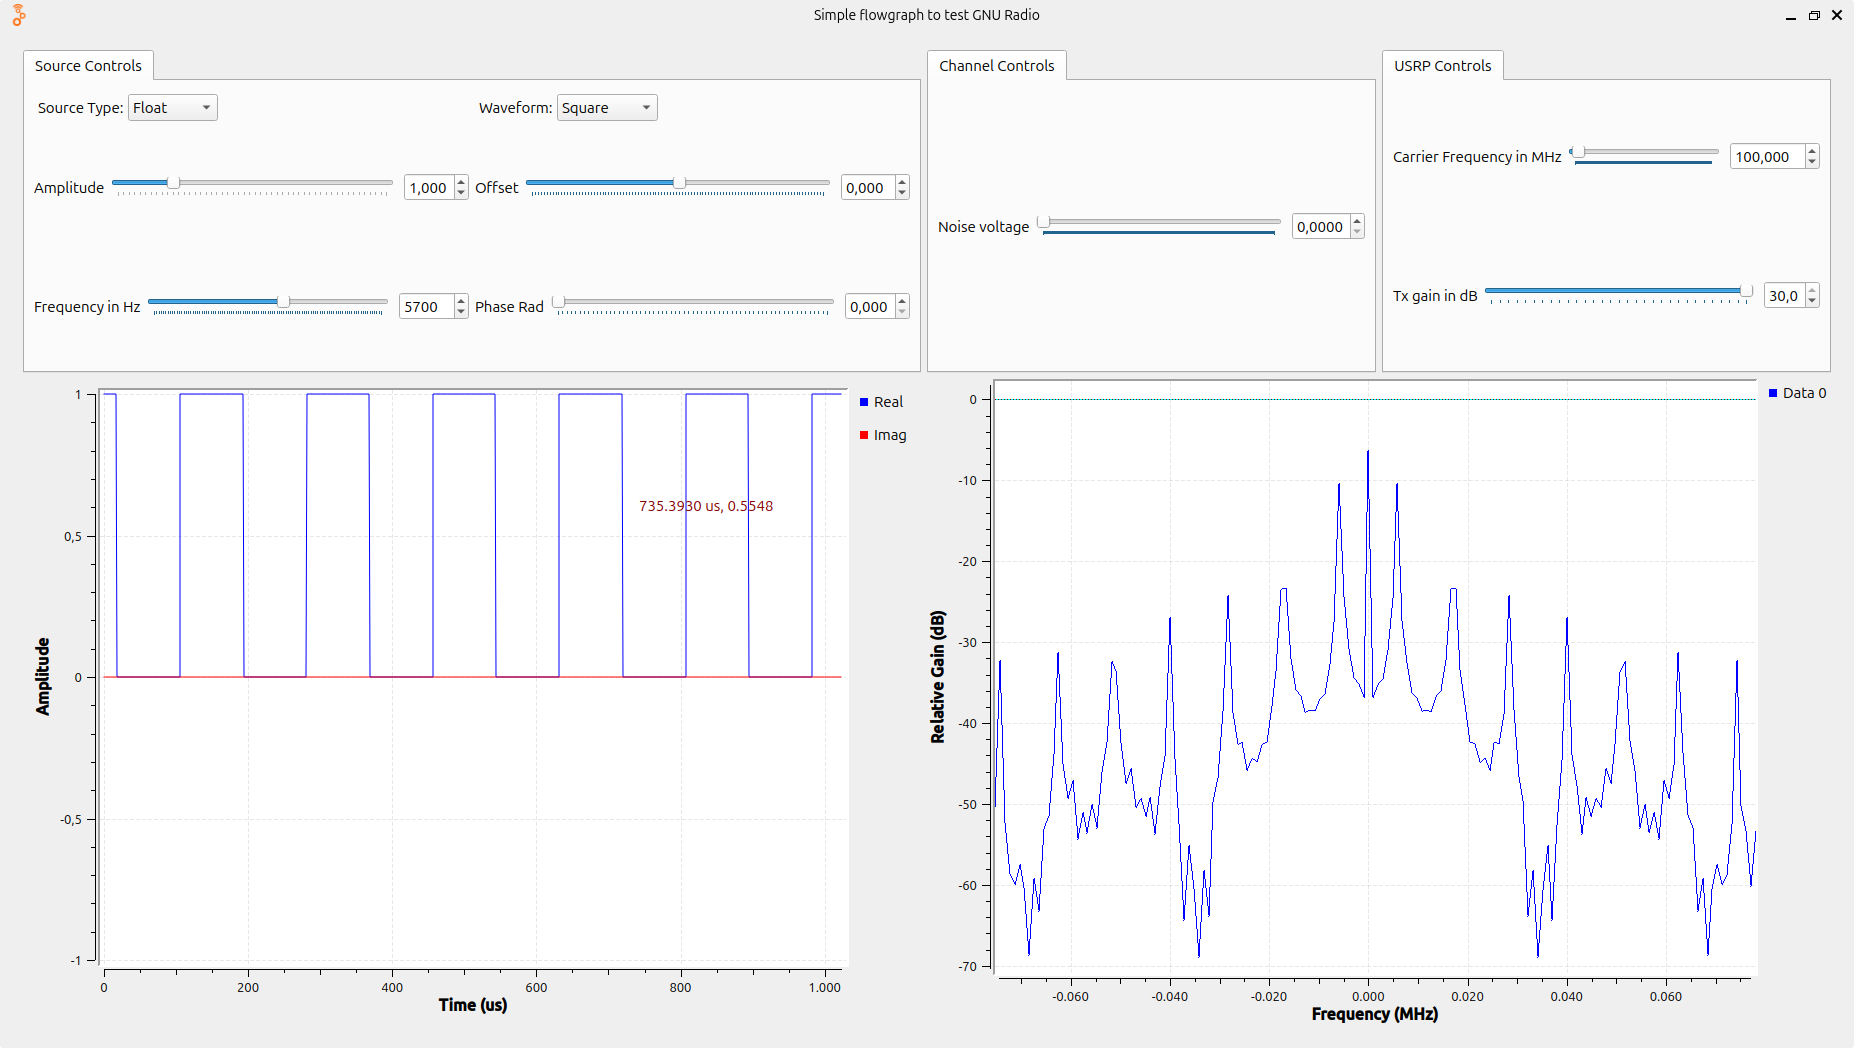 Simple flowgraph to test GNU Radio
Source Controls
Source Type: Float
Waveform: Square
Amplitude 1,000
Offset 0,000
Frequency in Hz 5700
Phase Rad 0,000
Channel Controls
Noise voltage 0,0000
USRP Controls
Carrier Frequency in MHz 100,000
Tx gain in dB 30,0
1
0,5
0
-0,5
-1
Amplitude
735.3930 us, 0.5548
0 200 400 600 800 1.000
Time (us)
Real
Imag
0
-10
-20
-30
-40
-50
-60
-70
Relative Gain (dB)
-0.060 -0.040 -0.020 0.000 0.020 0.040 0.060
Frequency (MHz)
Data 0